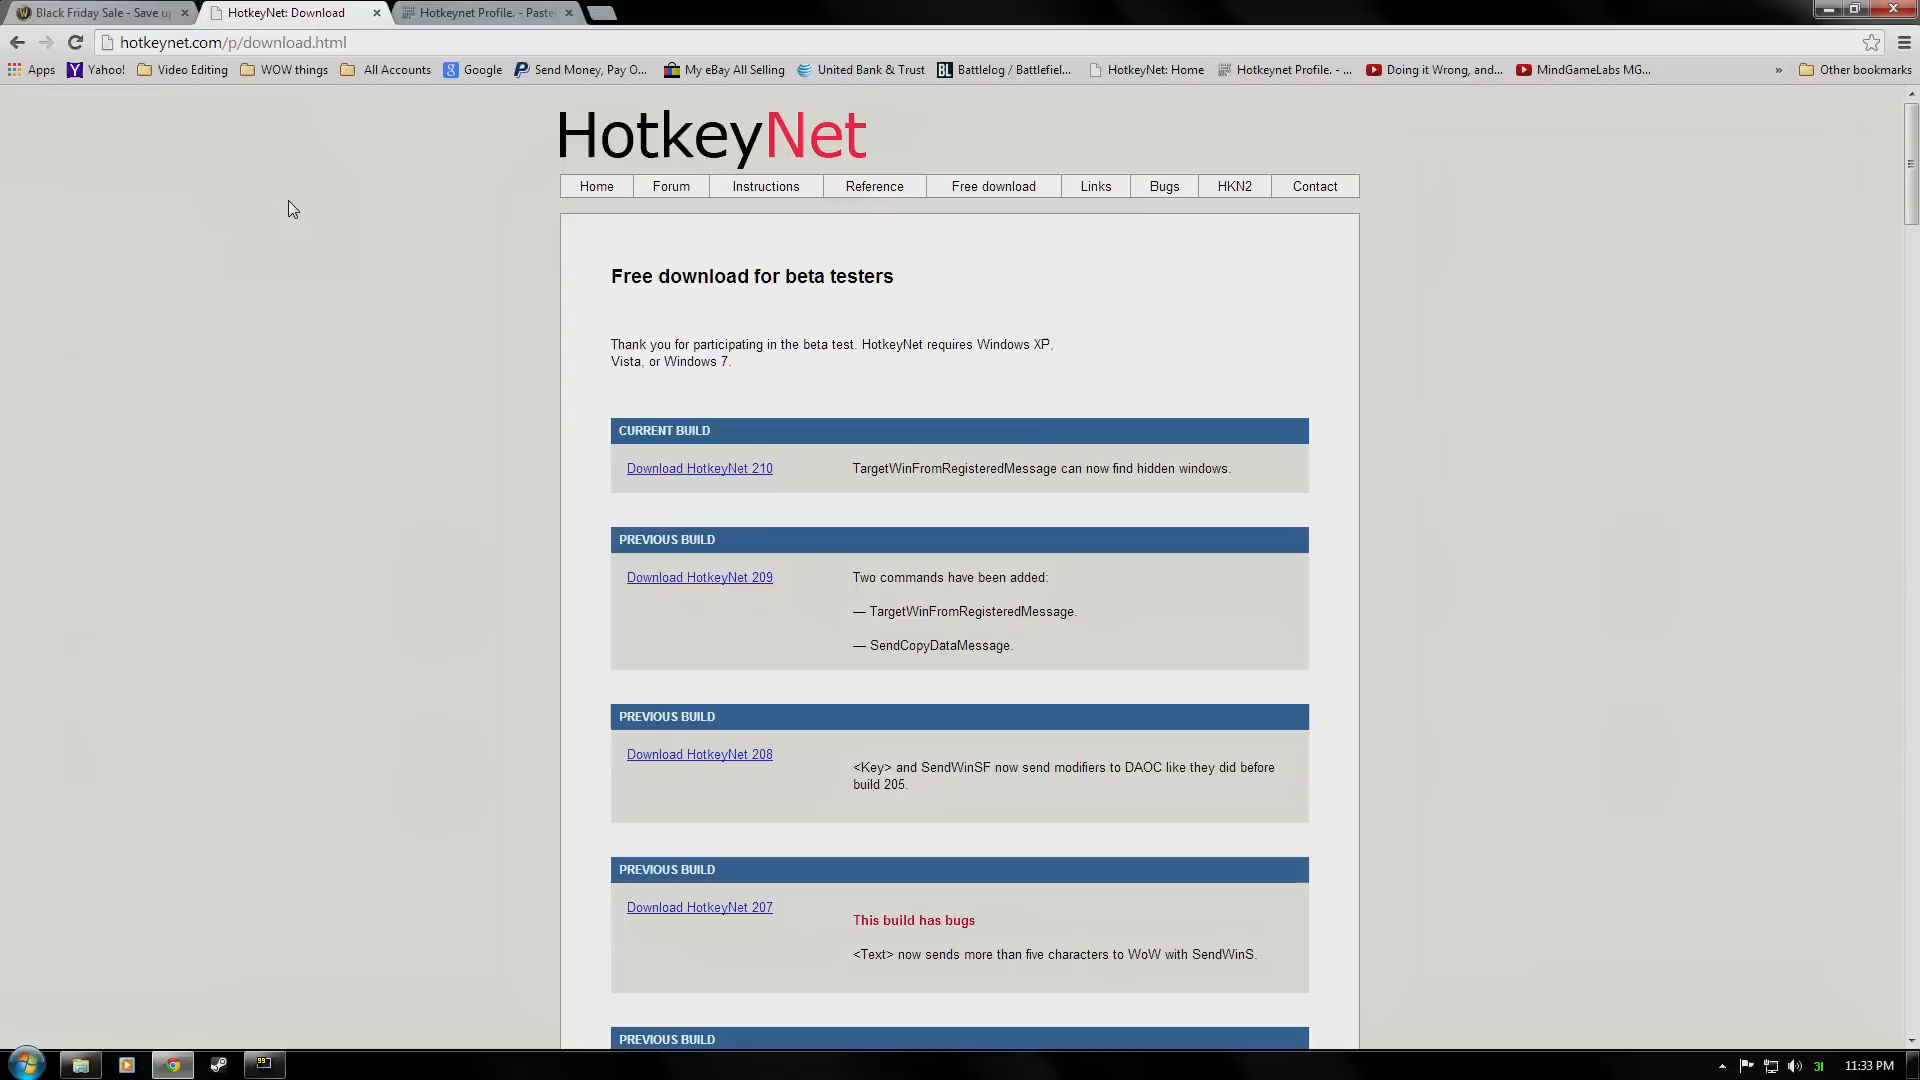 Black Friday Sale - Save u
HotkeyNet: Download
Hotkeynet Profile. - Paste
hotkeynet.com/p/download.html
Apps
Yahoo!
Video Editing
WOW things
All Accounts
Google
Send Money, Pay O...
My eBay All Selling
United Bank & Trust
Battlelog / Battlefiel...
HotkeyNet: Home
Hotkeynet Profile. - ...
Doing it Wrong, and...
MindGameLabs MG...
»
Other bookmarks
HotkeyNet
Home
Forum
Instructions
Reference
Free download
Links
Bugs
HKN2
Contact
Free download for beta testers
Thank you for participating in the beta test. HotkeyNet requires Windows XP,
Vista, or Windows 7.
CURRENT BUILD
Download HotkeyNet 210
TargetWinFromRegisteredMessage can now find hidden windows.
PREVIOUS BUILD
Download HotkeyNet 209
Two commands have been added:
— TargetWinFromRegisteredMessage.
— SendCopyDataMessage.
PREVIOUS BUILD
Download HotkeyNet 208
<Key> and SendWinSF now send modifiers to DAOC like they did before
build 205.
PREVIOUS BUILD
Download HotkeyNet 207
This build has bugs
<Text> now sends more than five characters to WoW with SendWinS.
PREVIOUS BUILD
99
31
11:33 PM